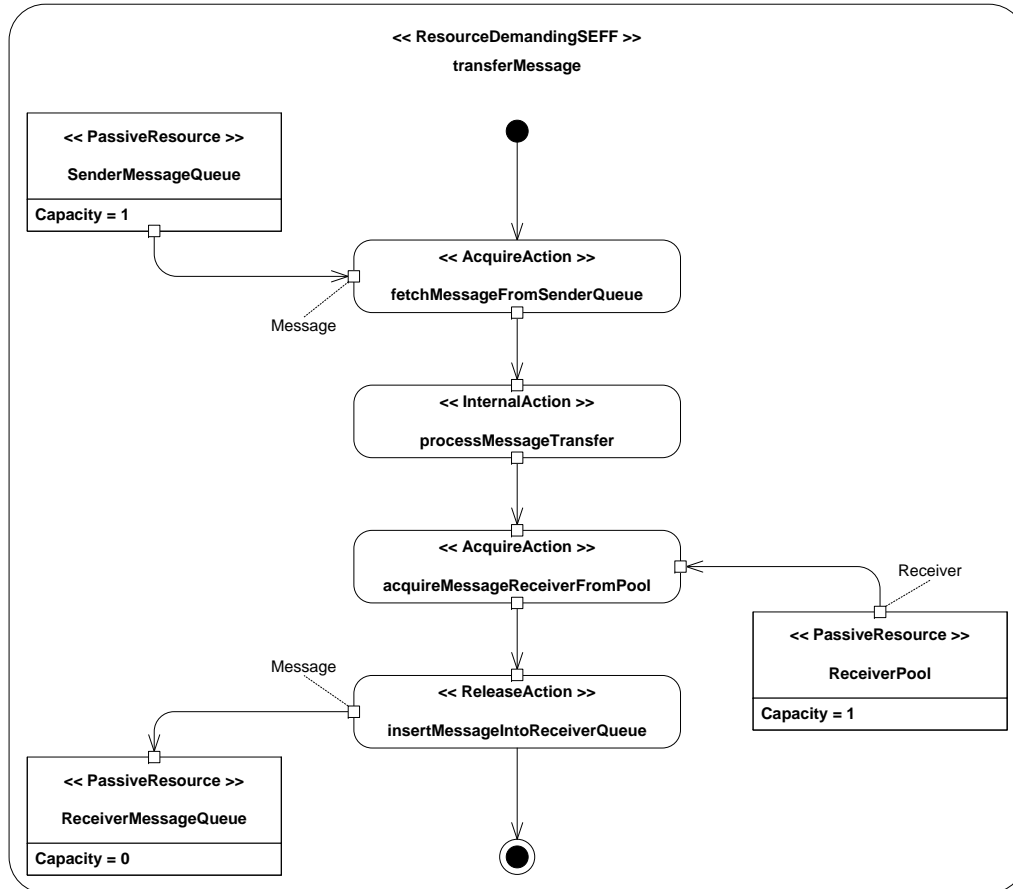 << ResourceDemandingSEFF >>
transferMessage
<< PassiveResource >>
SenderMessageQueue
Capacity = 1
<< AcquireAction >>
fetchMessageFromSenderQueue
Message
<< InternalAction >>
processMessageTransfer
<< AcquireAction >>
acquireMessageReceiverFromPool
Receiver
<< PassiveResource >>
ReceiverPool
Capacity = 1
Message
<< ReleaseAction >>
insertMessageIntoReceiverQueue
<< PassiveResource >>
ReceiverMessageQueue
Capacity = 0